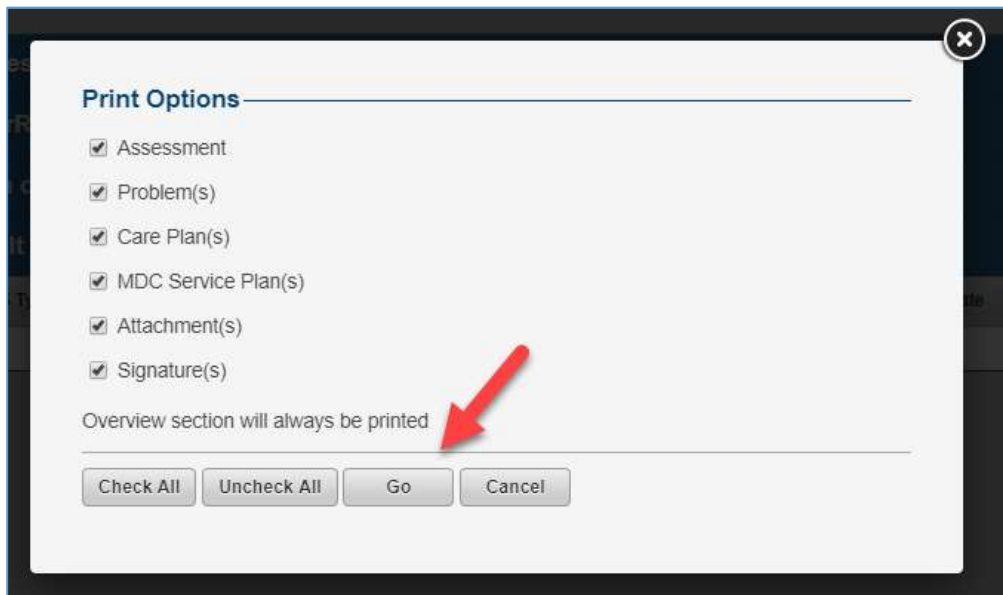 Print Options
Assessment
Problem(s)
Care Plan(s)
MDC Service Plan(s)
Attachment(s)
Signature(s)
Overview section will always be printed
Check All Uncheck All Go Cancel